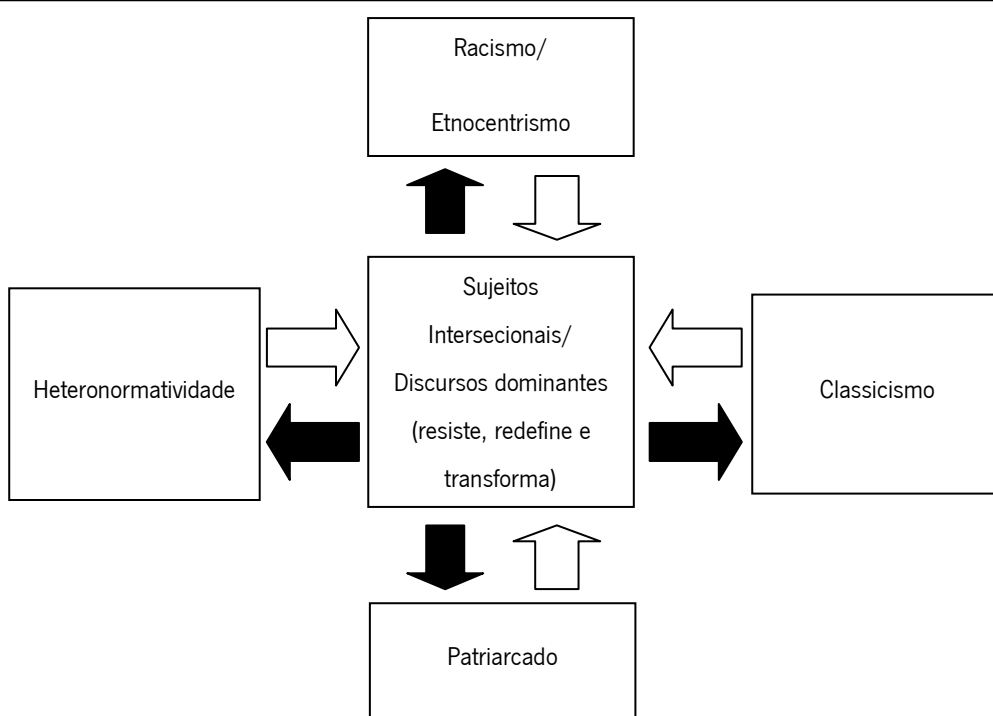 Racismo/
Etnocentrismo
Heteronormatividade
Sujeitos
Intersecionais/
Discursos dominantes
(resiste, redefine e
transforma)
Classicismo
Patriarcado